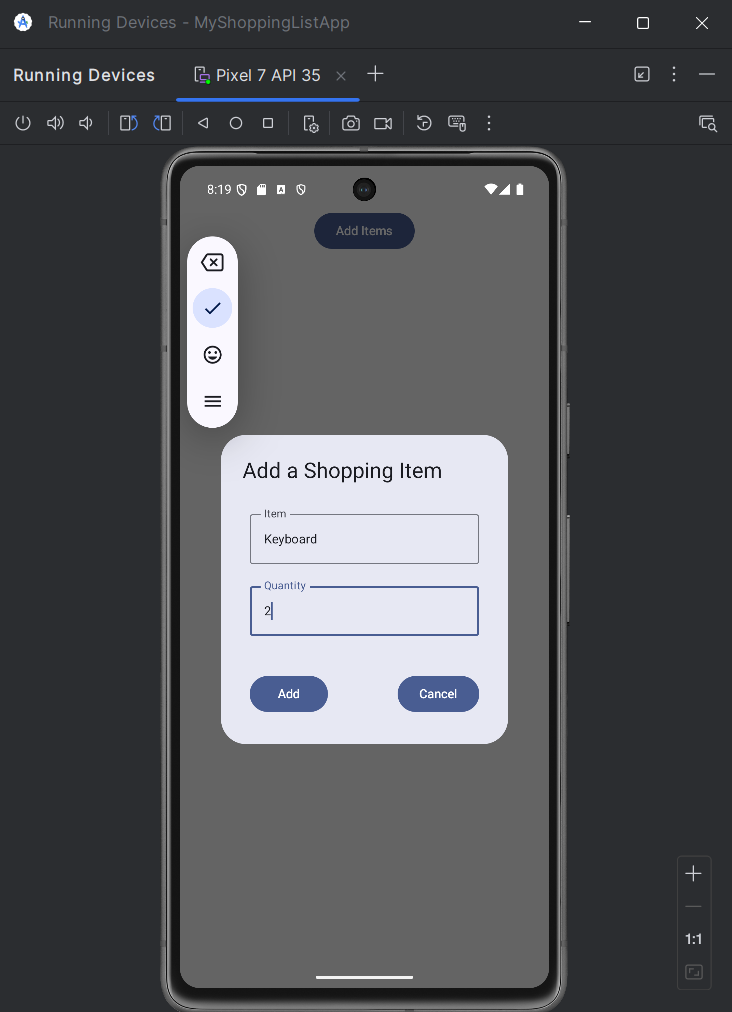 Running Devices - MyShoppingListApp
Running Devices
Pixel 7 API 35
8:19
Add Items
Add a Shopping Item
Item
Keyboard
Quantity
2
Add
Cancel
1:1